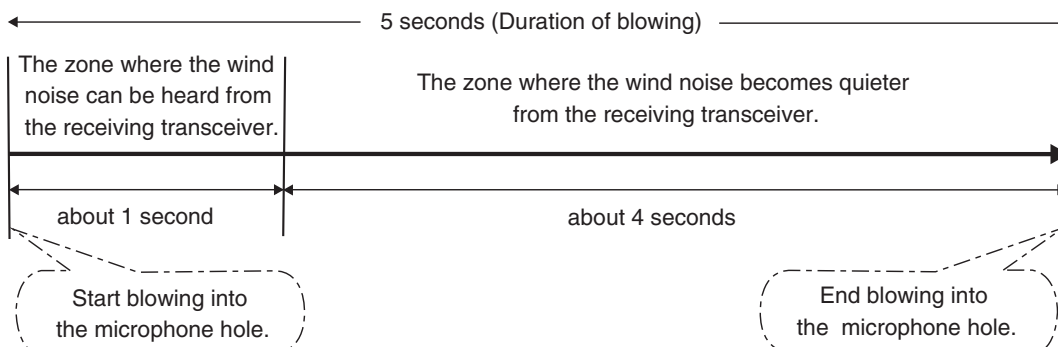 5 seconds (Duration of blowing)
The zone where the wind
noise can be heard from
the receiving transceiver.
The zone where the wind noise becomes quieter
from the receiving transceiver.
about 1 second
about 4 seconds
Start blowing into
the microphone hole.
End blowing into
the microphone hole.